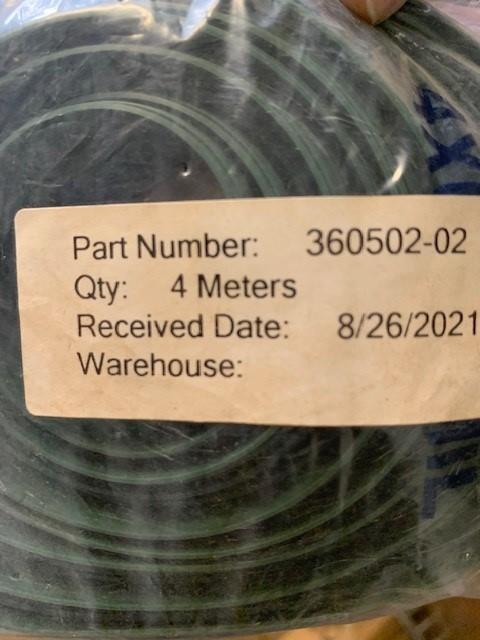 Part Number: 360502-02
Qty: 4 Meters
Received Date: 8/26/2021
Warehouse: